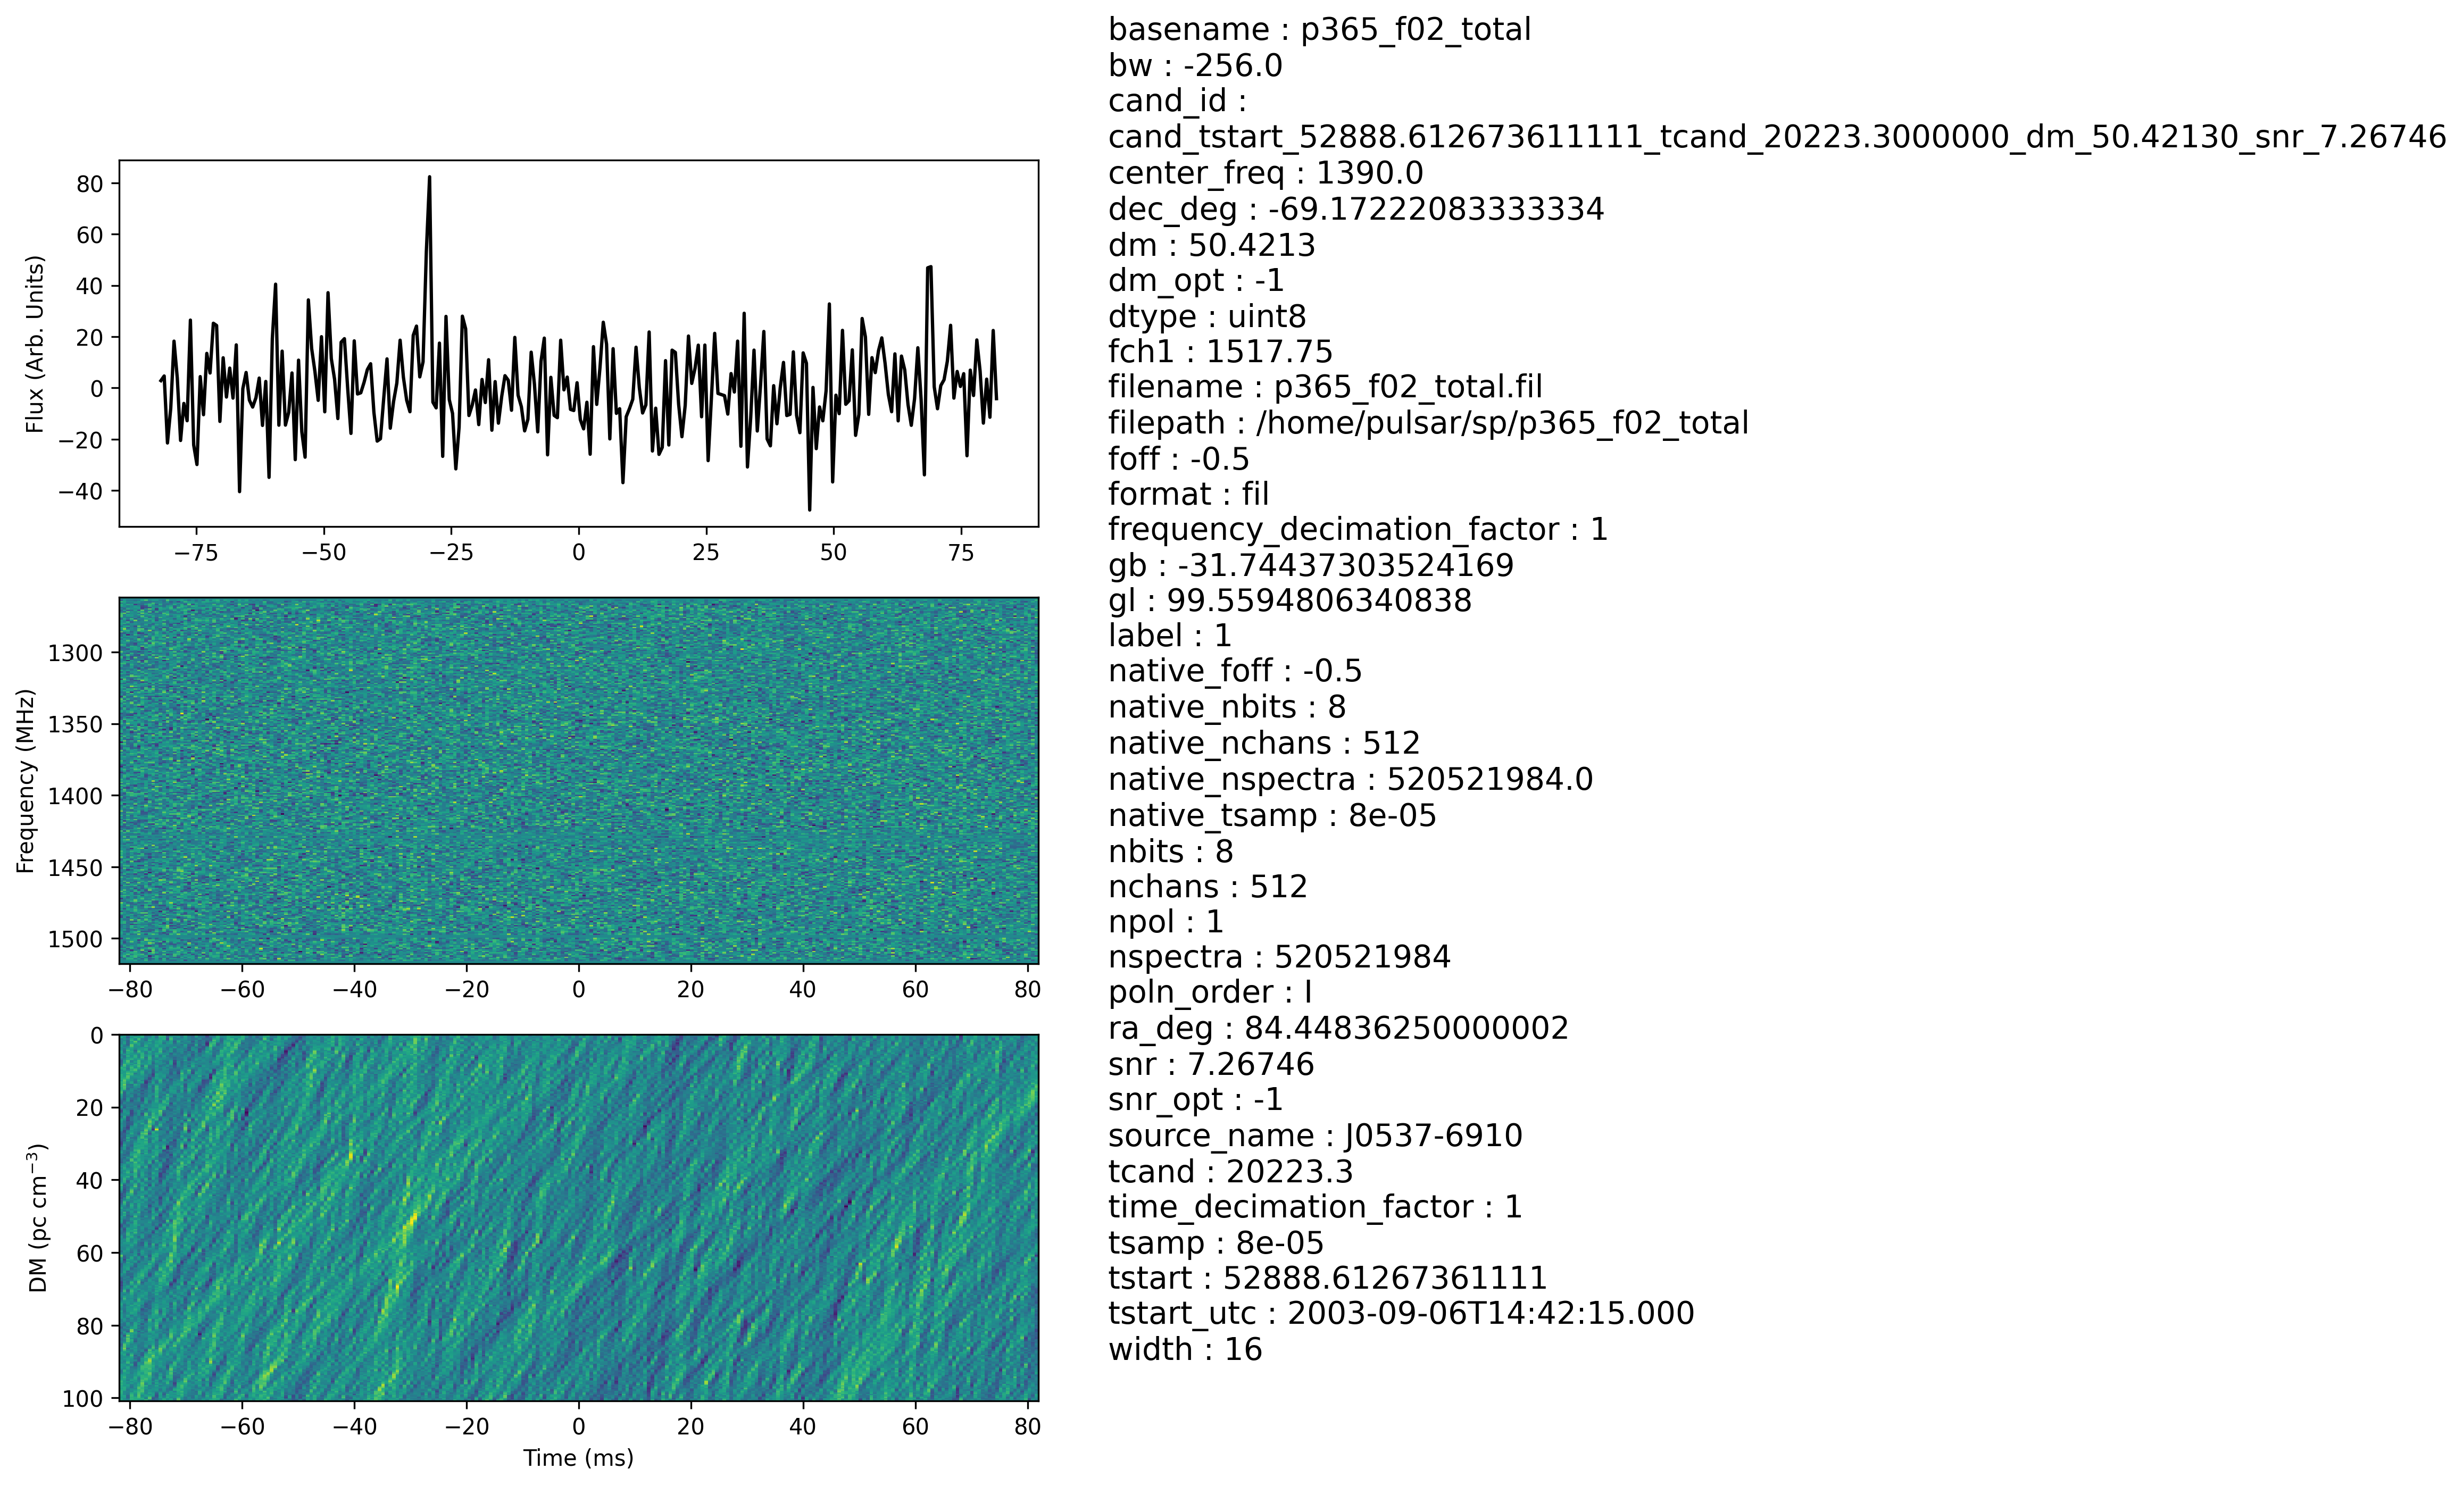 basename : p365_f02_total
bw : -256.0
cand_id :
cand_tstart_52888.612673611111_tcand_20223.3000000_dm_50.42130_snr_7.26746
center_freq : 1390.0
dec_deg : -69.17222083333334
dm : 50.4213
dm_opt : -1
dtype : uint8
fch1 : 1517.75
filename : p365_f02_total.fil
filepath : /home/pulsar/sp/p365_f02_total
foff : -0.5
format : fil
frequency_decimation_factor : 1
gb : -31.74437303524169
gl : 99.5594806340838
label : 1
native_foff : -0.5
native_nbits : 8
native_nchans : 512
native_nspectra : 520521984.0
native_tsamp : 8e-05
nbits : 8
nchans : 512
npol : 1
nspectra : 520521984
poln_order : I
ra_deg : 84.44836250000002
snr : 7.26746
snr_opt : -1
source_name : J0537-6910
tcand : 20223.3
time_decimation_factor : 1
tsamp : 8e-05
tstart : 52888.61267361111
tstart_utc : 2003-09-06T14:42:15.000
width : 16
Flux (Arb. Units)
80
60
40
20
0
−20
−40
−75 −50 −25 0 25 50 75
Frequency (MHz)
1300
1350
1400
1450
1500
−80 −60 −40 −20 0 20 40 60 80
DM (pc cm⁻³)
0
20
40
60
80
100
−80 −60 −40 −20 0 20 40 60 80
Time (ms)